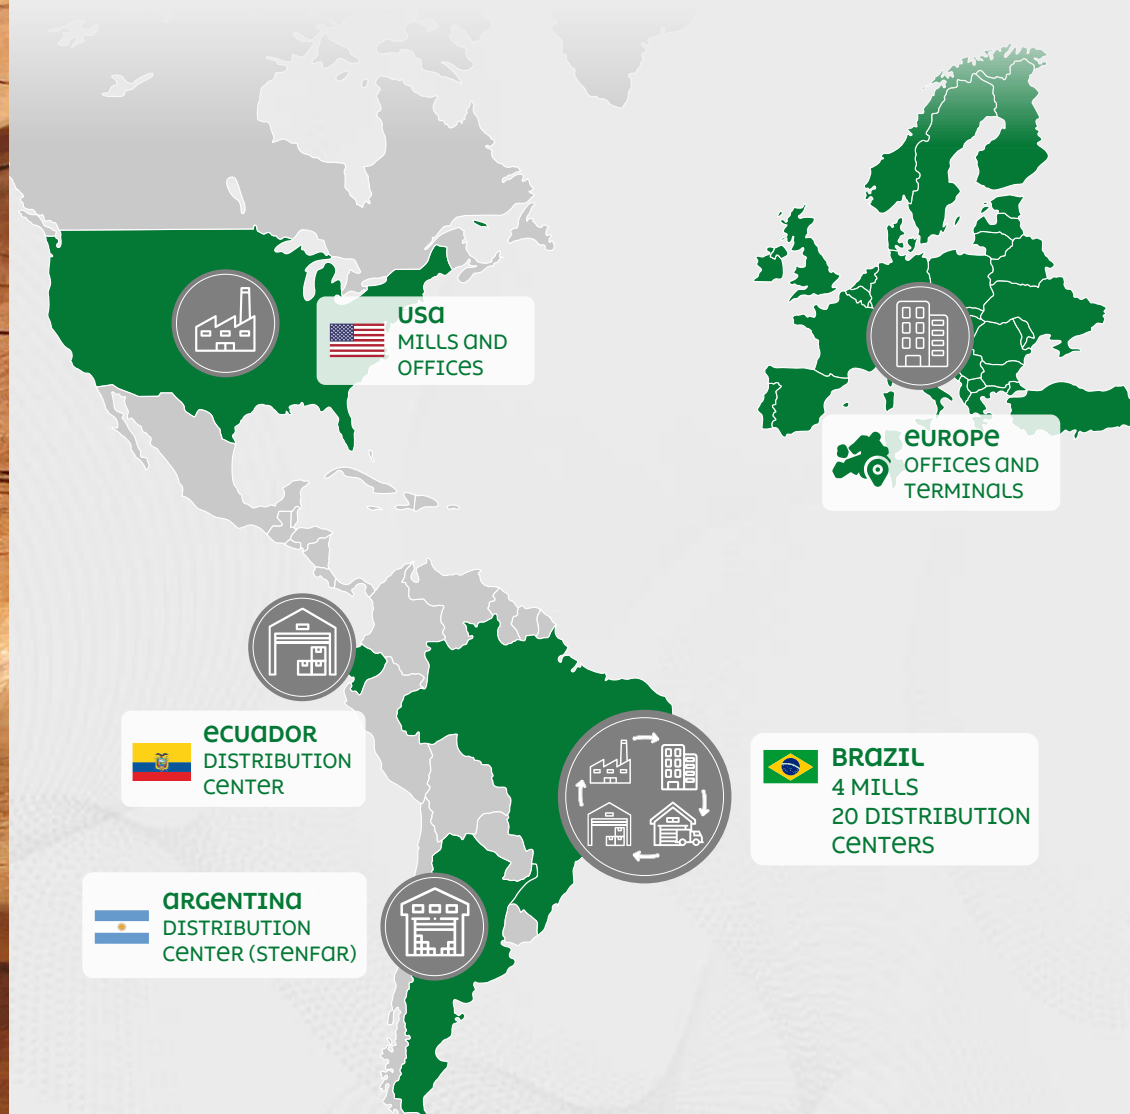 USA
MILLS AND
OFFICES
EUROPE
OFFICES AND
TERMINALS
ECUADOR
DISTRIBUTION
CENTER
BRAZIL
4 MILLS
20 DISTRIBUTION
CENTERS
ARGENTINA
DISTRIBUTION
CENTER (STENFAR)